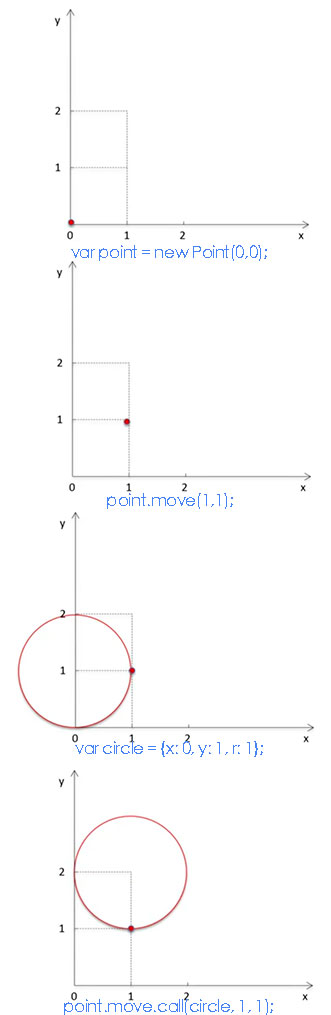 y
2
1
0 1 2 x
var point = new Point(0,0);
y
2
1
0 1 2 x
point.move(1,1);
y
2
1
0 1 2 x
var circle = {x: 0, y: 1, r: 1};
y
2
1
0 1 2 x
point.move.call(circle, 1, 1);